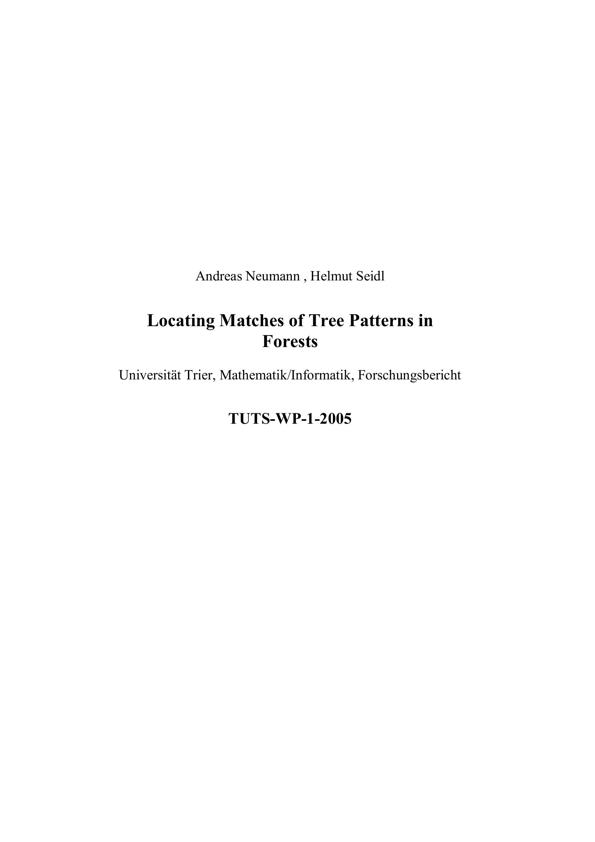 Andreas Neumann , Helmut Seidl
Locating Matches of Tree Patterns in
Forests
Universität Trier, Mathematik/Informatik, Forschungsbericht
TUTS-WP-1-2005